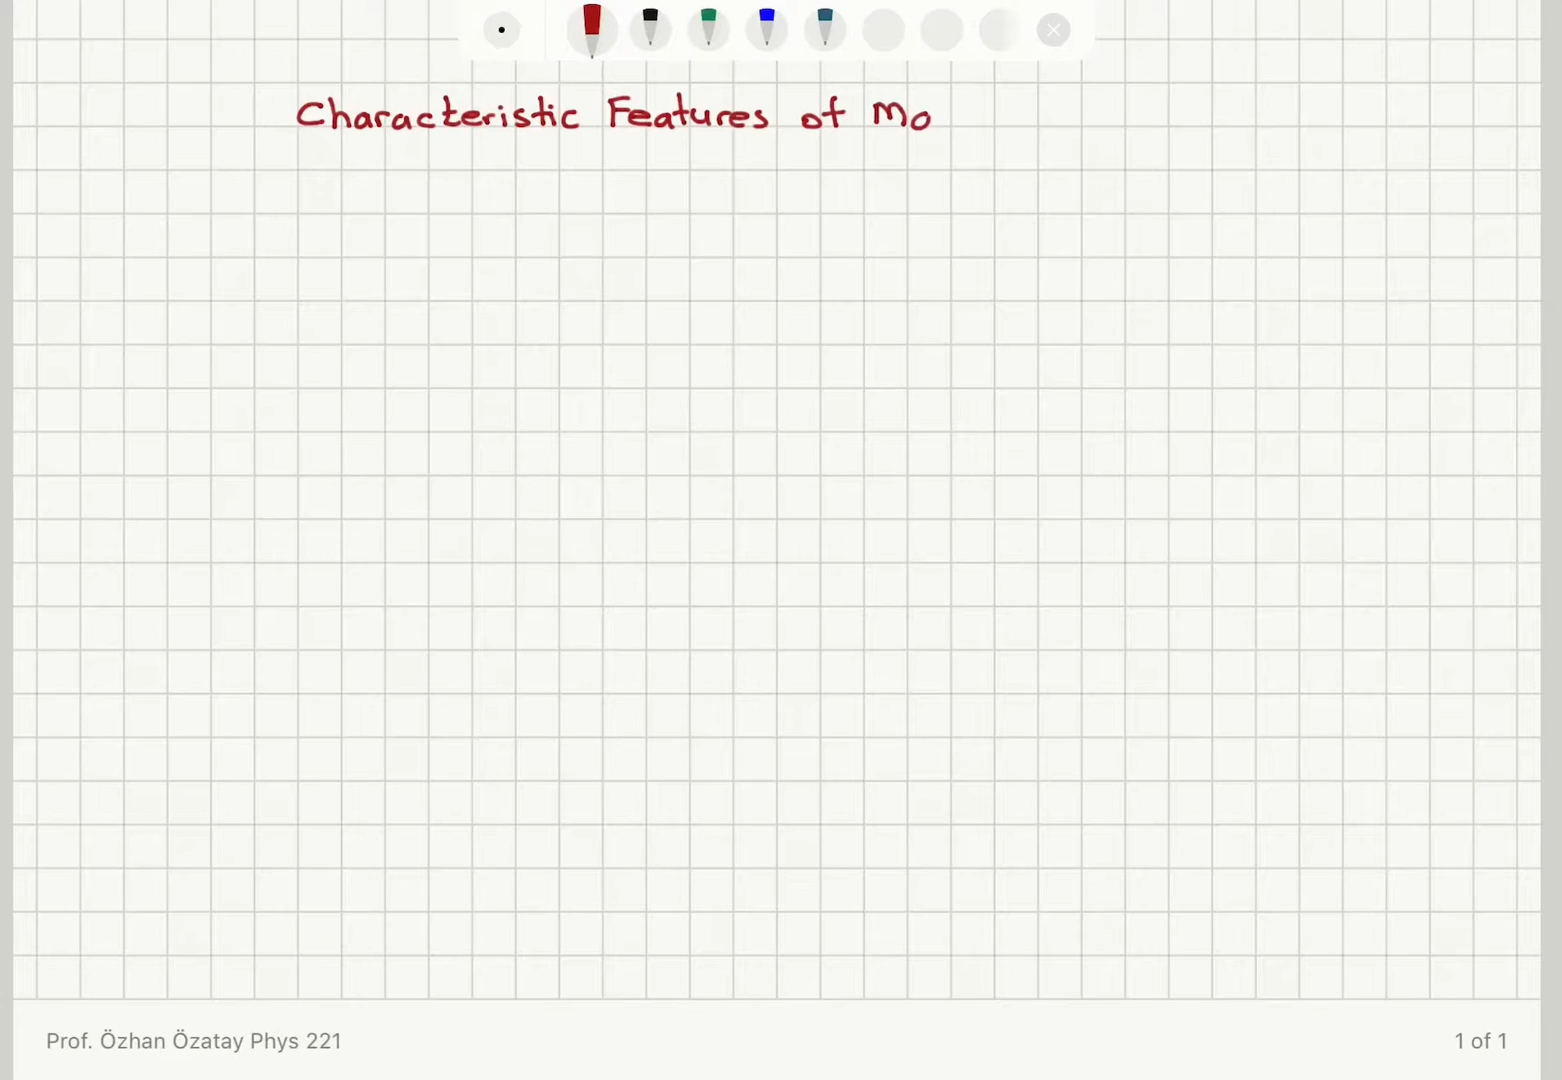 Characteristic Features of Mo
Prof. Özhan Özatay Phys 221
1 of 1